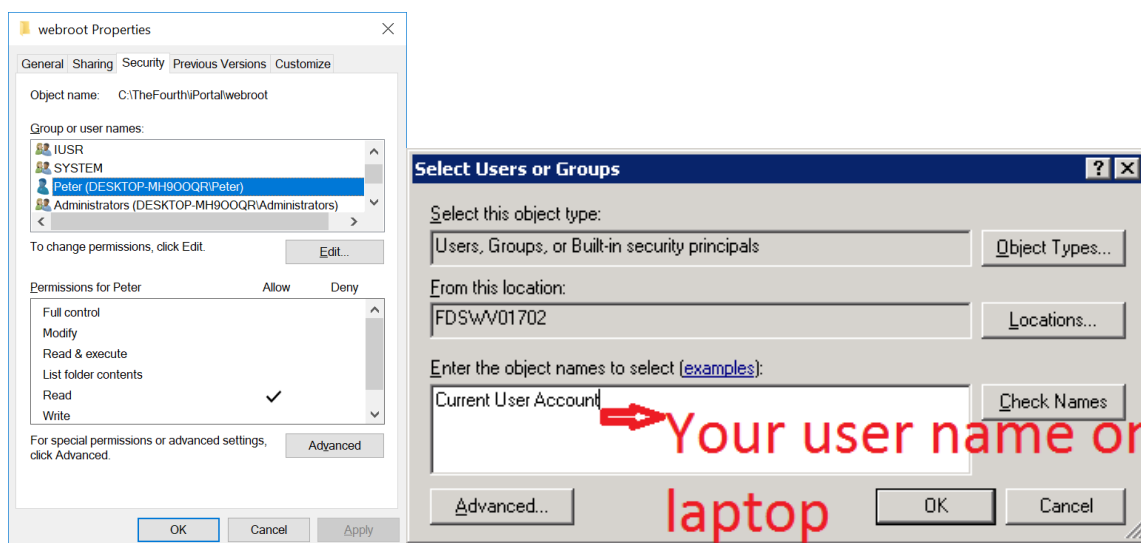 webroot Properties
General Sharing Security Previous Versions Customize
Object name: C:\TheFourth\iPortal\webroot
Group or user names:
IUSR
SYSTEM
Peter (DESKTOP-MH9OOQR\Peter)
Administrators (DESKTOP-MH9OOQR\Administrators)
To change permissions, click Edit.
Edit...
Permissions for Peter Allow Deny
Full control
Modify
Read & execute
List folder contents
Read
Write
For special permissions or advanced settings,
click Advanced.
Advanced
OK Cancel Apply
Select Users or Groups
Select this object type:
Users, Groups, or Built-in security principals
Object Types...
From this location:
FDSWV01702
Locations...
Enter the object names to select (examples):
Current User Account
Check Names
Your user name on
laptop
Advanced...
OK Cancel